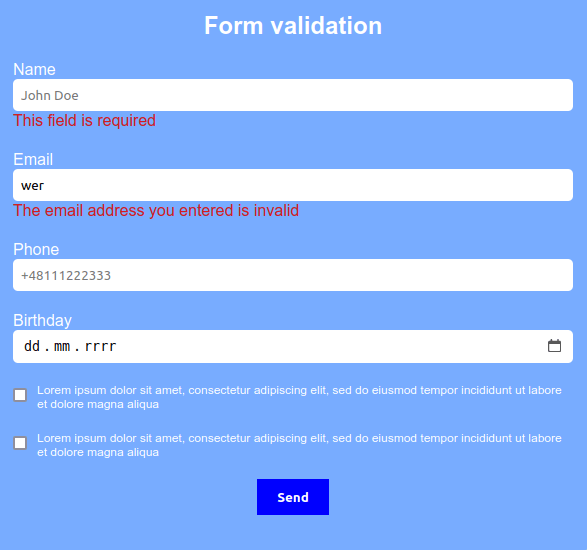 Form validation
Name
John Doe
This field is required
Email
wer
The email address you entered is invalid
Phone
+48111222333
Birthday
dd . mm . rrrr
Lorem ipsum dolor sit amet, consectetur adipiscing elit, sed do eiusmod tempor incididunt ut labore
et dolore magna aliqua
Lorem ipsum dolor sit amet, consectetur adipiscing elit, sed do eiusmod tempor incididunt ut labore
et dolore magna aliqua
Send